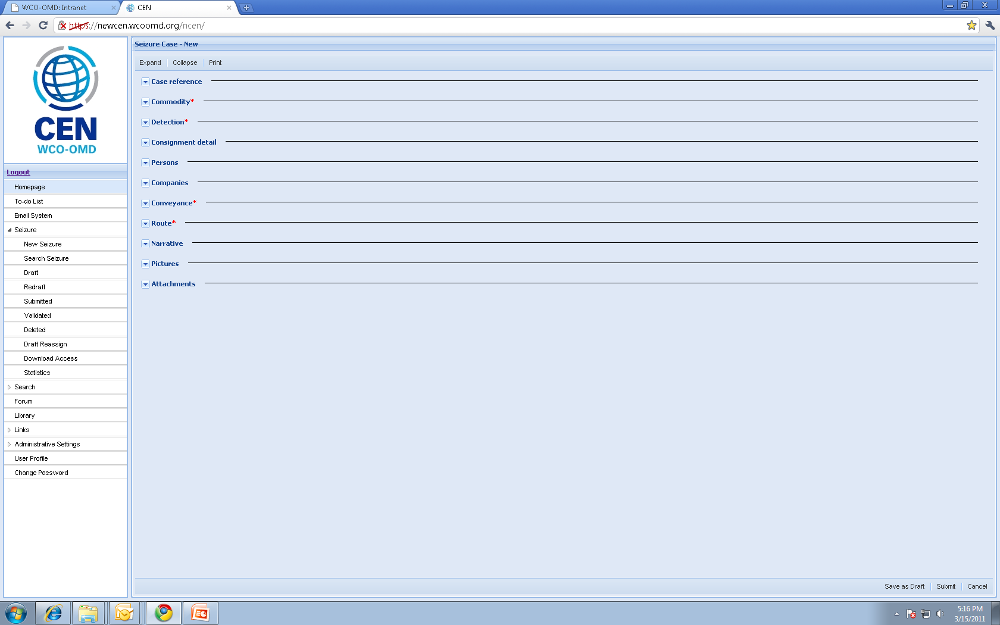 WCO-OMD: Intranet
CEN
https://newcen.wcoomd.org/ncen/
CEN
WCO-OMD
Logout
Homepage
To-do List
Email System
Seizure
New Seizure
Search Seizure
Draft
Redraft
Submitted
Validated
Deleted
Draft Reassign
Download Access
Statistics
Search
Forum
Library
Links
Administrative Settings
User Profile
Change Password
Seizure Case - New
Expand Collapse Print
Case reference
Commodity*
Detection*
Consignment detail
Persons
Companies
Conveyance*
Route*
Narrative
Pictures
Attachments
Save as Draft Submit Cancel
5:16 PM
3/15/2011